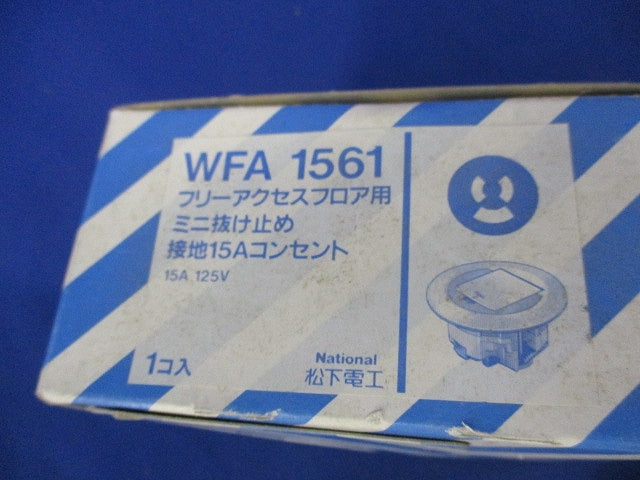 WFA 1561
フリーアクセスフロア用
ミニ抜け止め
接地15Aコンセント
15A 125V
1コ入
National
松下電工